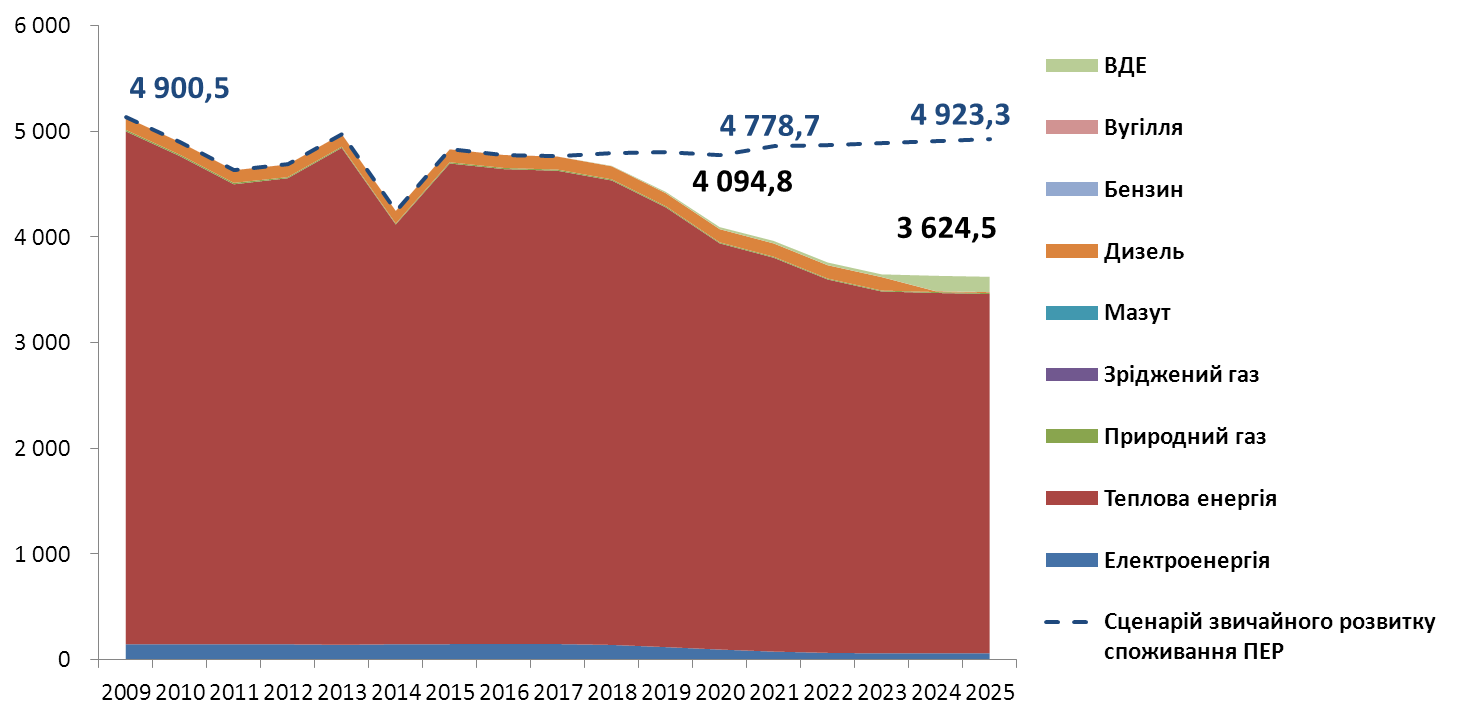 6 000
5 000
4 000
3 000
2 000
1 000
0
4 900,5
4 778,7
4 923,3
4 094,8
3 624,5
2009 2010 2011 2012 2013 2014 2015 2016 2017 2018 2019 2020 2021 2022 2023 2024 2025
ВДЕ
Вугілля
Бензин
Дизель
Мазут
Зріджений газ
Природний газ
Теплова енергія
Електроенергія
Сценарій звичайного розвитку
споживання ПЕР